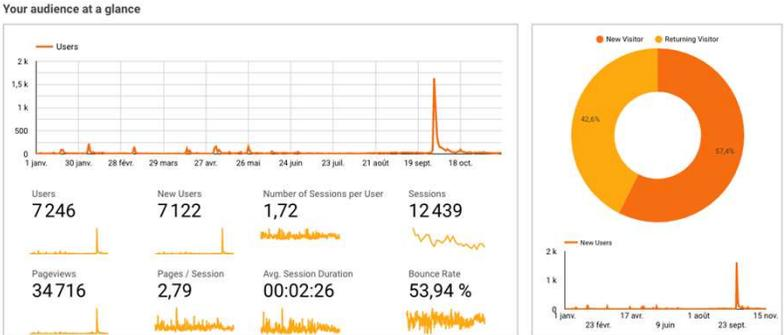 Your audience at a glance
Users
2 k
1,5 k
1 k
500
0
1 janv. 30 janv. 28 févr. 29 mars 27 avr. 26 mai 24 juin 23 juil. 21 août 19 sept. 18 oct.
Users New Users Number of Sessions per User Sessions
7 246 7 122 1,72 12 439
Pageviews Pages / Session Avg. Session Duration Bounce Rate
34 716 2,79 00:02:26 53,94 %
New Visitor Returning Visitor
42,6%
57,4%
New Users
2 k
1 k
0
1 janv. 17 avr. 1 août 15 nov.
23 févr. 9 juin 23 sept.